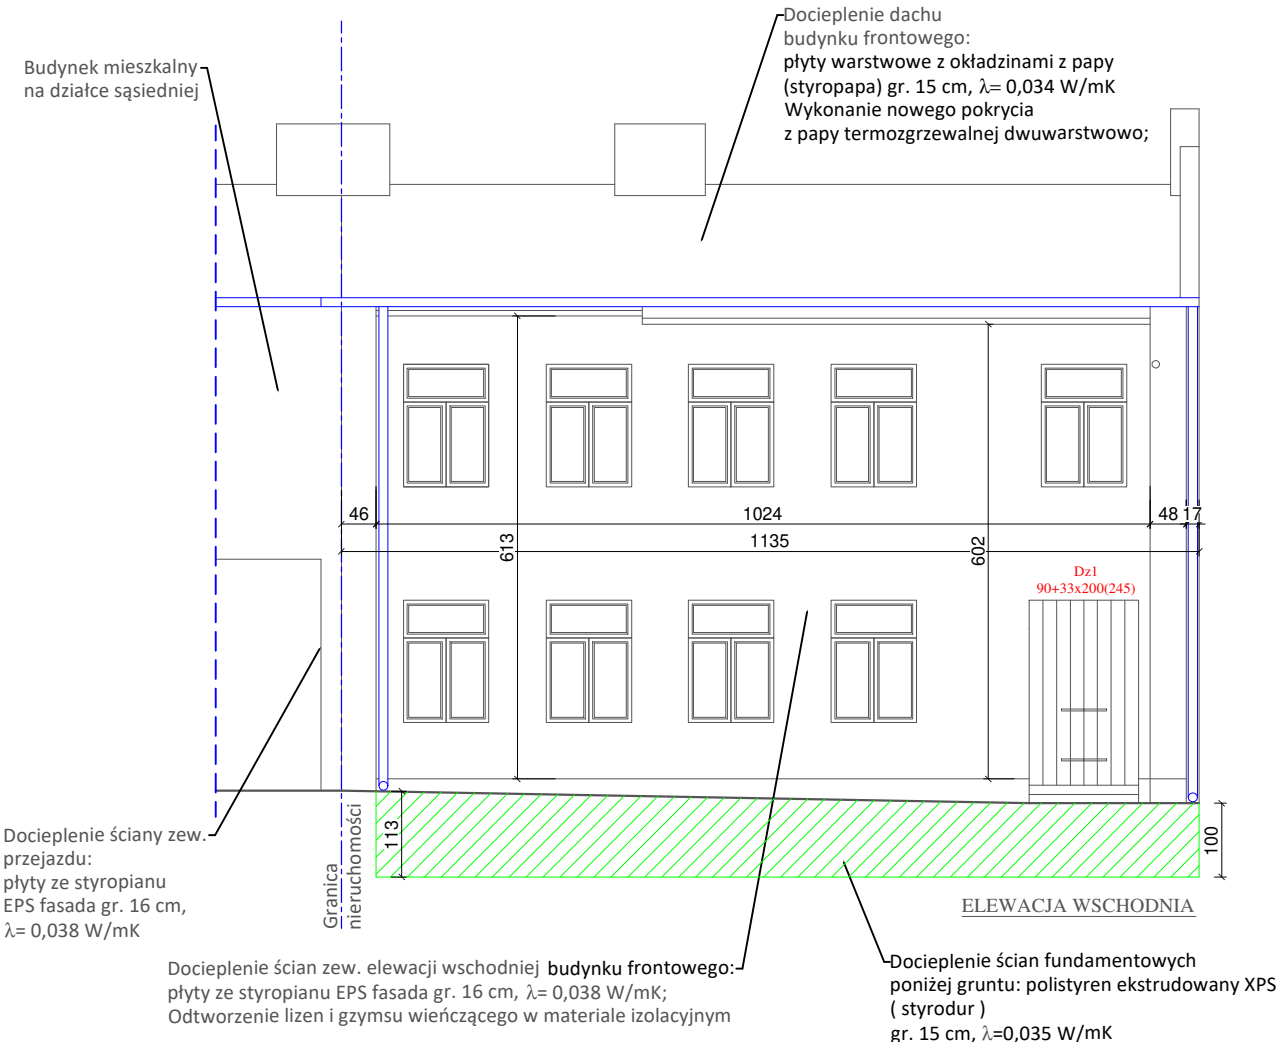 Docieplenie dachu
budynku frontowego:
płyty warstwowe z okładzinami z papy
(styropapa) gr. 15 cm, λ= 0,034 W/mK
Wykonanie nowego pokrycia
z papy termozgrzewalnej dwuwarstwowo;
Budynek mieszkalny
na działce sąsiedniej
46
1024
48
17
613
1135
602
Dz1
90+33x200(245)
113
100
Granica
nieruchomości
Docieplenie ściany zew.
przejazdu:
płyty ze styropianu
EPS fasada gr. 16 cm,
λ= 0,038 W/mK
ELEWACJA WSCHODNIA
Docieplenie ścian zew. elewacji wschodniej budynku frontowego:
płyty ze styropianu EPS fasada gr. 16 cm, λ= 0,038 W/mK;
Odtworzenie lizen i gzymsu wieńczącego w materiale izolacyjnym
Docieplenie ścian fundamentowych
poniżej gruntu: polistyren ekstrudowany XPS
( styrodur )
gr. 15 cm, λ=0,035 W/mK